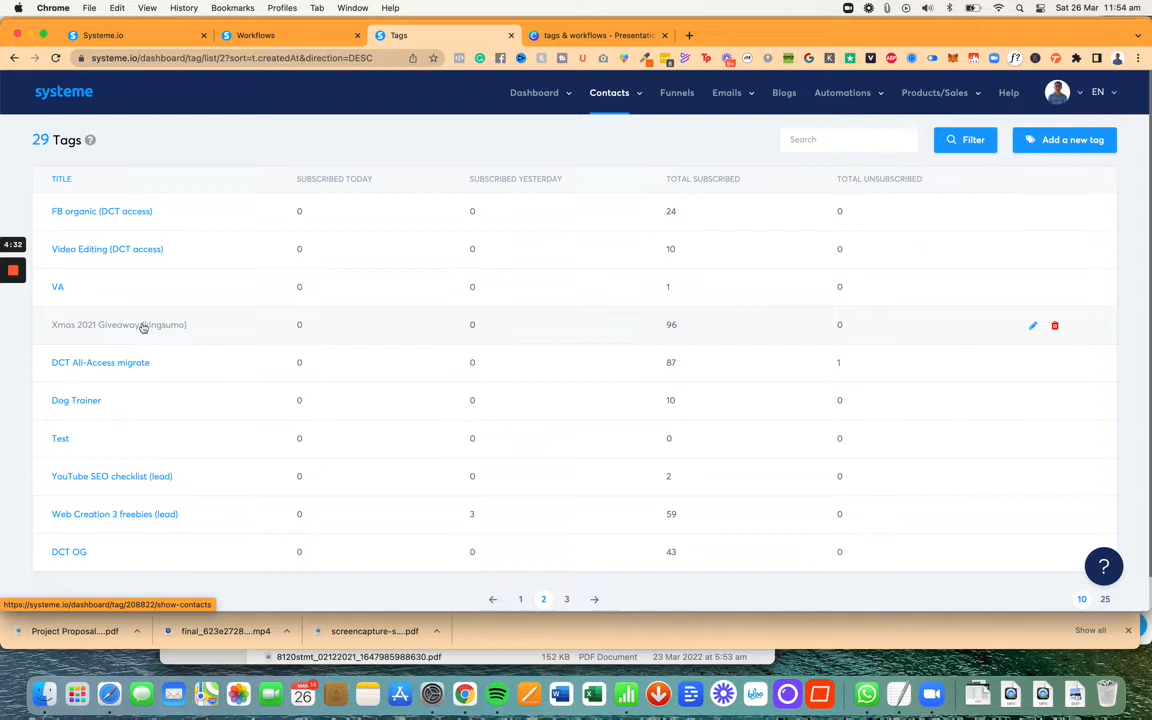 Chrome File Edit View History Bookmarks Profiles Tab Window Help Sat 26 Mar 11:54 am
Systeme.io Workflows Tags tags & workflows - Presentatio
systeme.io/dashboard/tag/list/2?sort=t.createdAt&direction=DESC
systeme Dashboard Contacts Funnels Emails Blogs Automations Products/Sales Help EN
29 Tags ? Search Filter Add a new tag
TITLE SUBSCRIBED TODAY SUBSCRIBED YESTERDAY TOTAL SUBSCRIBED TOTAL UNSUBSCRIBED
FB organic (DCT access) 0 0 24 0
4:32
Video Editing (DCT access) 0 0 10 0
VA 0 0 1 0
Xmas 2021 Giveaway (kingsumo) 0 0 96 0
DCT All-Access migrate 0 0 87 1
Dog Trainer 0 0 10 0
Test 0 0 0 0
YouTube SEO checklist (lead) 0 0 2 0
Web Creation 3 freebies (lead) 0 3 59 0
DCT OG 0 0 43 0
?
← 1 2 3 → 10 25
https://systeme.io/dashboard/tag/208822/show-contacts
Project Proposal....pdf final_623e2728....mp4 screencapture-s....pdf Show all
8120stmt_02122021_1647985988630.pdf 152 KB PDF Document 23 Mar 2022 at 5:53 am